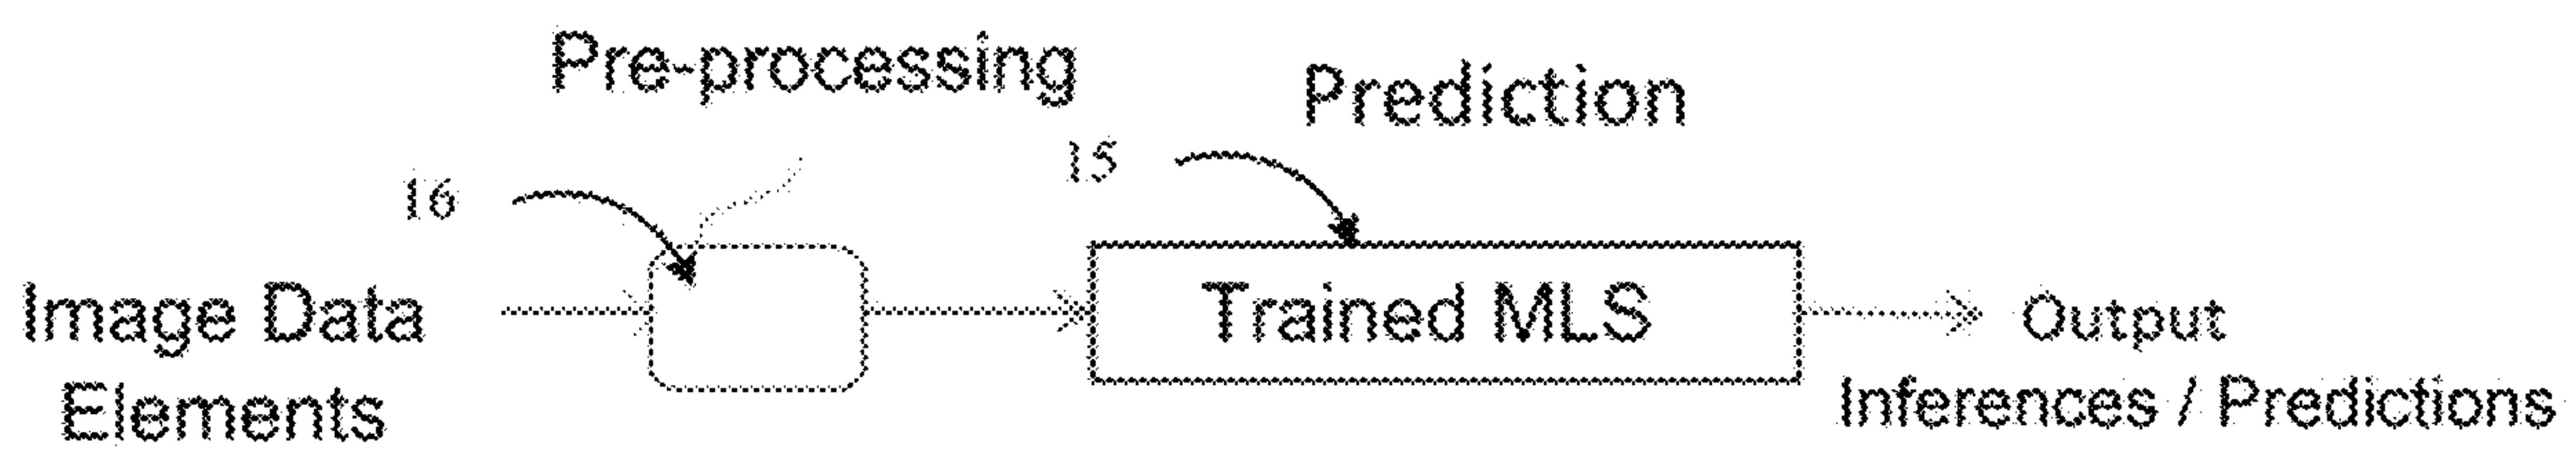 Pre-processing
Prediction
15
16
Image Data
Elements
Trained MLS
Output
Inferences / Predictions